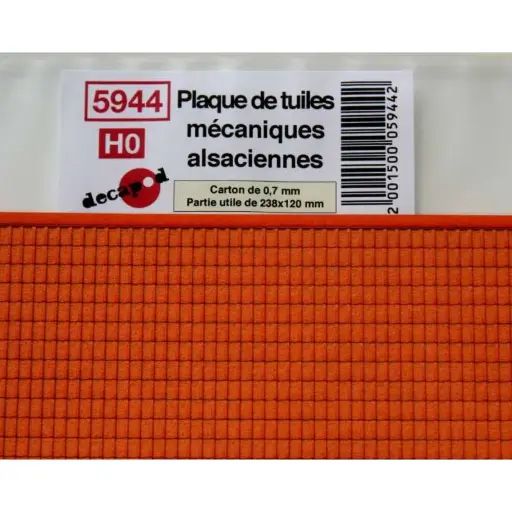 5944
Plaque de tuiles
mécaniques
alsaciennes
H0
decapod
Carton de 0,7 mm
Partie utile de 238x120 mm
2 001500 059442